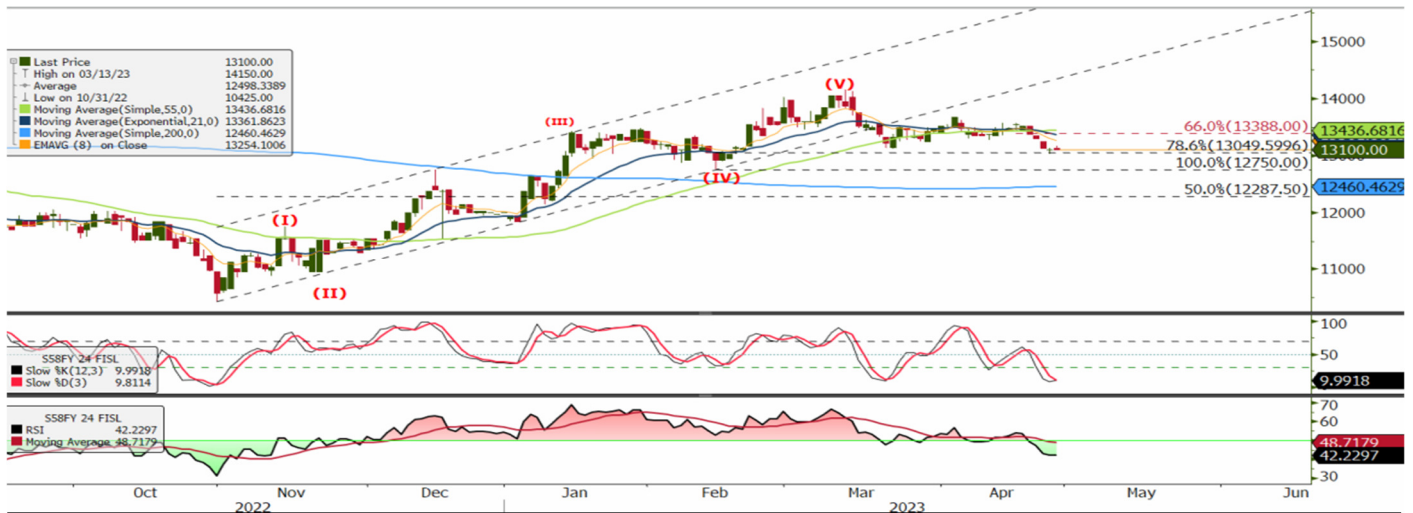 Last Price 13100.00
High on 03/13/23 14150.00
Average 12498.3389
Low on 10/31/22 10425.00
Moving Average(Simple,55,0) 13436.6816
Moving Average(Exponential,21,0) 13361.8623
Moving Average(Simple,200,0) 12460.4629
EMAVG (8) on Close 13254.1006
(I)
(II)
(III)
(IV)
(V)
66.0%(13388.00)
78.6%(13049.5996)
100.0%(12750.00)
50.0%(12287.50)
15000
14000
13436.6816
13100.00
13000
12460.4629
12000
11000
SS8FY 24 FISL
Slow %K(12,3) 9.9918
Slow %D(3) 9.8114
100
50
9.9918
SS8FY 24 FISL
RSI 42.2297
Moving Average 48.7179
70
60
48.7179
42.2297
30
Oct Nov Dec Jan Feb Mar Apr May Jun
2022 2023